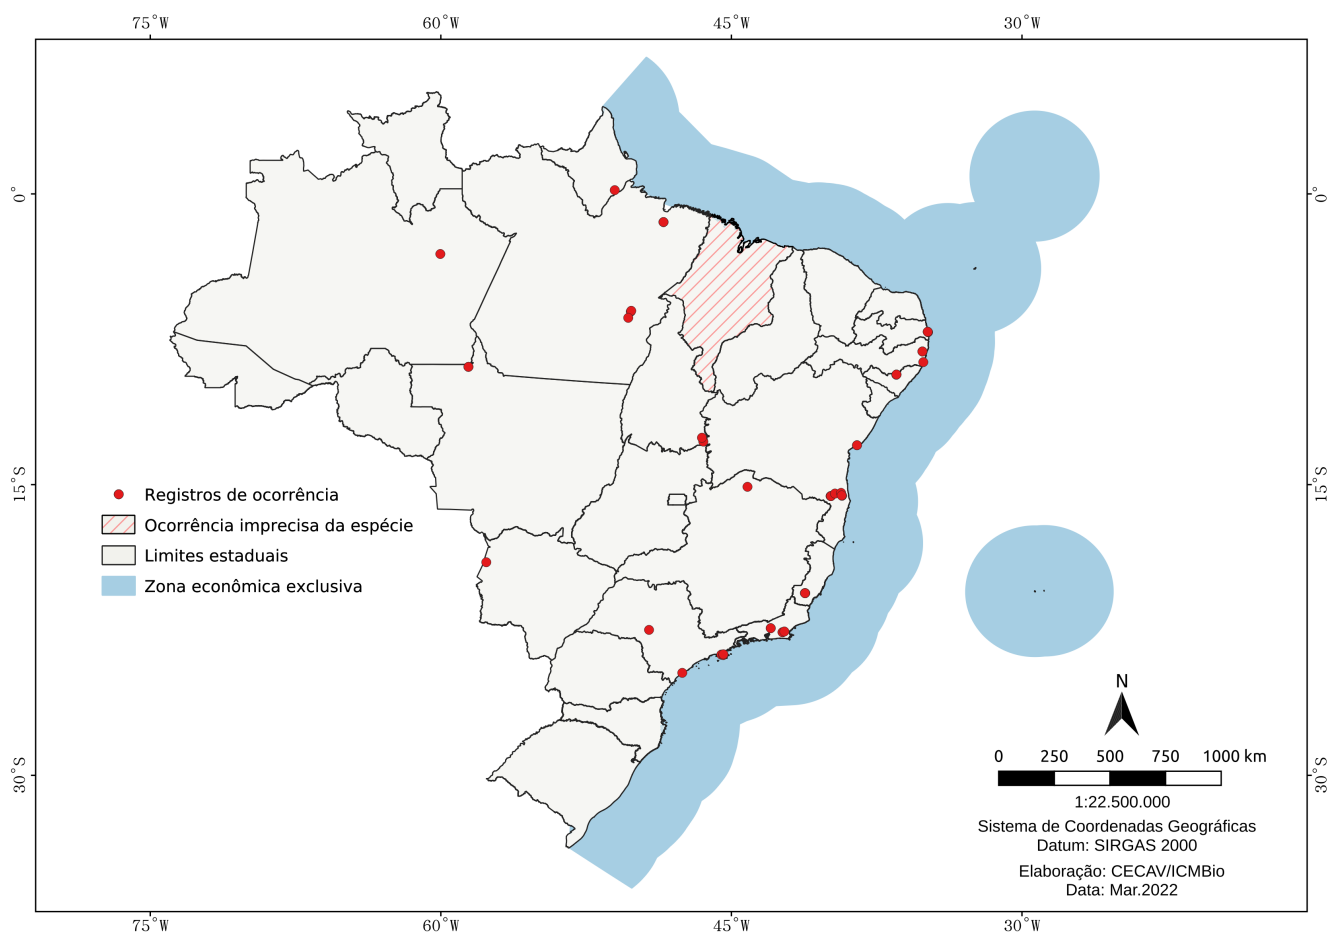 75°W 60°W 45°W 30°W
0° 0°
15°S 15°S
Registros de ocorrência
Ocorrência imprecisa da espécie
Limites estaduais
Zona econômica exclusiva
N
0 250 500 750 1000 km
30°S 30°S
1:22.500.000
Sistema de Coordenadas Geográficas
Datum: SIRGAS 2000
Elaboração: CECAV/ICMBio
Data: Mar.2022
75°W 60°W 45°W 30°W